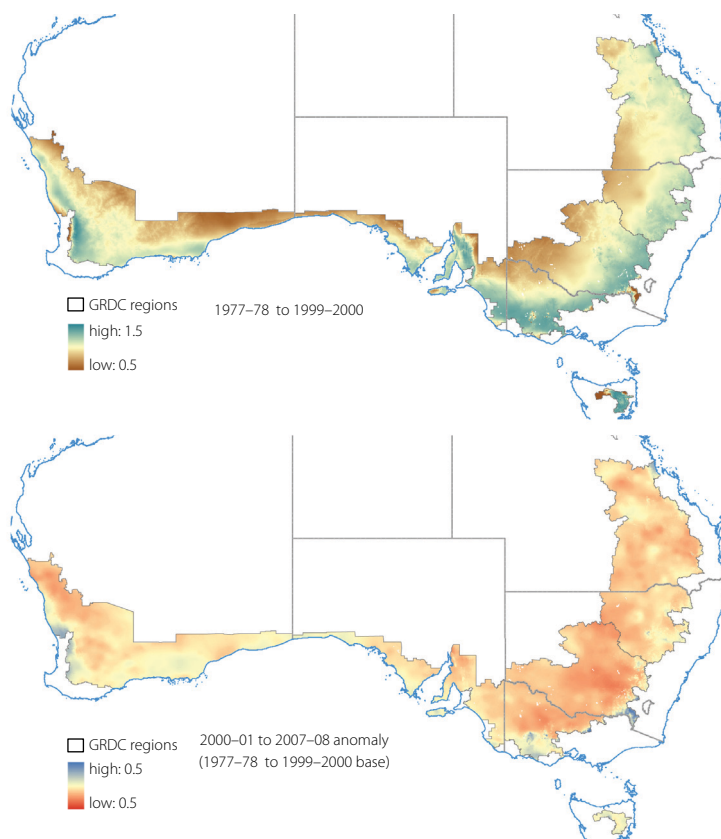 GRDC regions
1977–78 to 1999–2000
high: 1.5
low: 0.5
GRDC regions
2000–01 to 2007–08 anomaly
(1977–78 to 1999–2000 base)
high: 0.5
low: 0.5